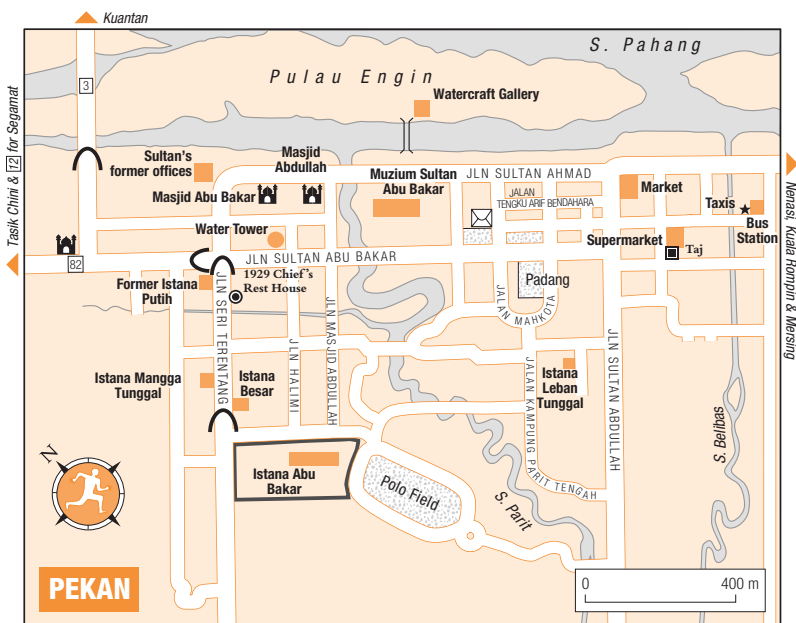 Kuantan
S. Pahang
Pulau Engin
3
Watercraft Gallery
Tasik Chini & 12 for Segamat
Sultan's
former offices
Masjid
Abdullah
Muzium Sultan
Abu Bakar
JLN SULTAN AHMAD
Masjid Abu Bakar
JALAN
TENGKU ARIF BENDAHARA
Market
Taxis
Bus
Station
Water Tower
Supermarket
Taj
82
JLN SULTAN ABU BAKAR
1929 Chief's
Rest House
Former Istana
Putih
Padang
JALAN MAHKOTA
Nenasi, Kuala Rompin & Mersing
JLN SERI TERENTANG
JLN HALIMI
JLN MASJID ABDULLAH
JLN SULTAN ABDULLAH
Istana Mangga
Tunggal
Istana
Besar
Istana
Leban
Tunggal
JALAN KAMPUNG PARIT TENGAH
S. Belibas
N
Istana Abu
Bakar
Polo Field
S. Parit
PEKAN
0
400 m